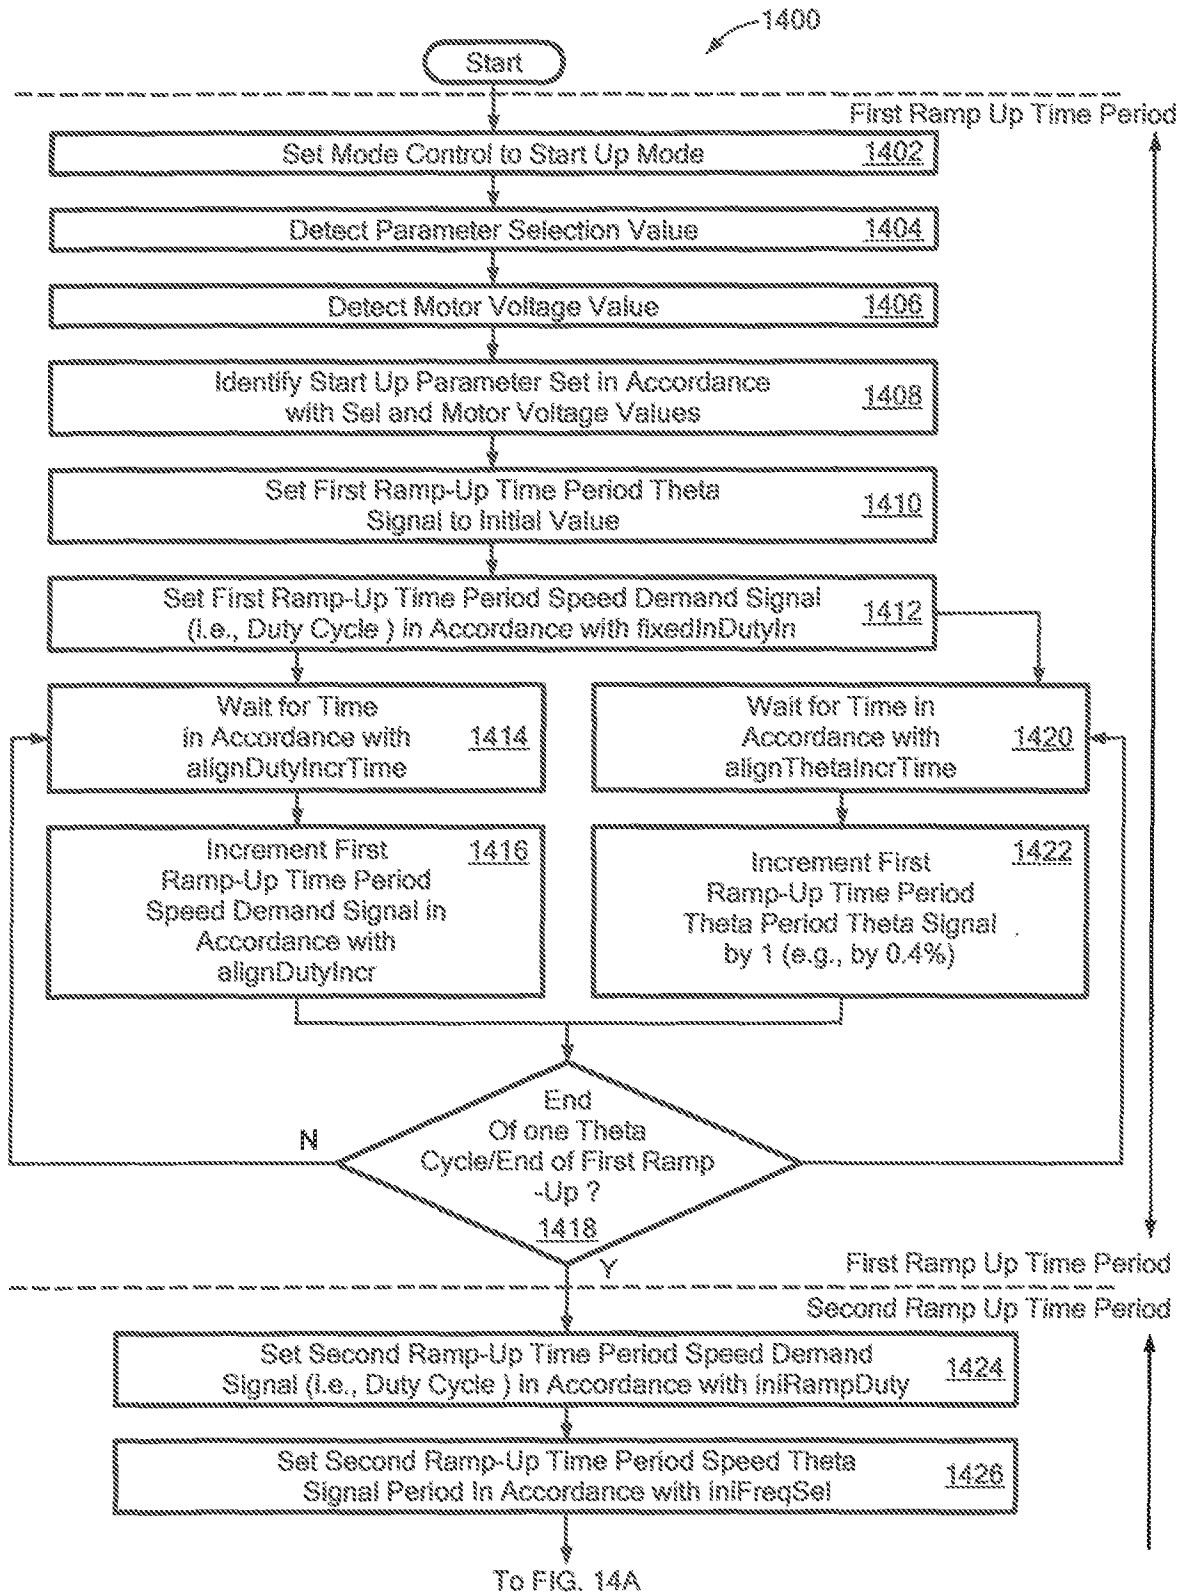 1400
Start
First Ramp Up Time Period
Set Mode Control to Start Up Mode 1402
Detect Parameter Selection Value 1404
Detect Motor Voltage Value 1406
Identify Start Up Parameter Set in Accordance
with Sel and Motor Voltage Values
1408
Set First Ramp-Up Time Period Theta
Signal to Initial Value
1410
Set First Ramp-Up Time Period Speed Demand Signal
(i.e., Duty Cycle ) in Accordance with fixedInDutyIn
1412
Wait for Time
in Accordance with
alignDutyIncrTime
1414
Wait for Time in
Accordance with
alignThetaIncrTime
1420
Increment First
Ramp-Up Time Period
Speed Demand Signal in
Accordance with
alignDutyIncr
1416
Increment First
Ramp-Up Time Period
Theta Period Theta Signal
by 1 (e.g., by 0.4%)
1422
End
Of one Theta
Cycle/End of First Ramp
-Up ?
1418
N
Y
First Ramp Up Time Period
Second Ramp Up Time Period
Set Second Ramp-Up Time Period Speed Demand
Signal (i.e., Duty Cycle ) in Accordance with iniRampDuty
1424
Set Second Ramp-Up Time Period Speed Theta
Signal Period In Accordance with iniFreqSel
1426
To FIG. 14A